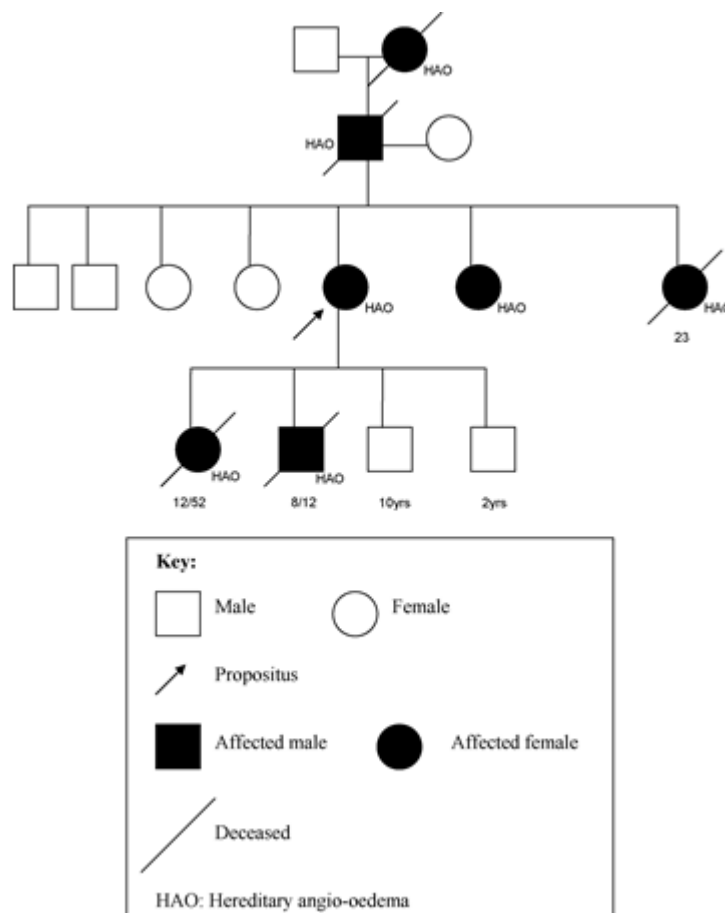 HAO
HAO
HAO
HAO
HAO
23
HAO
HAO
12/52
8/12
10yrs
2yrs
Key:
Male
Female
Propositus
Affected male
Affected female
Deceased
HAO: Hereditary angio-oedema